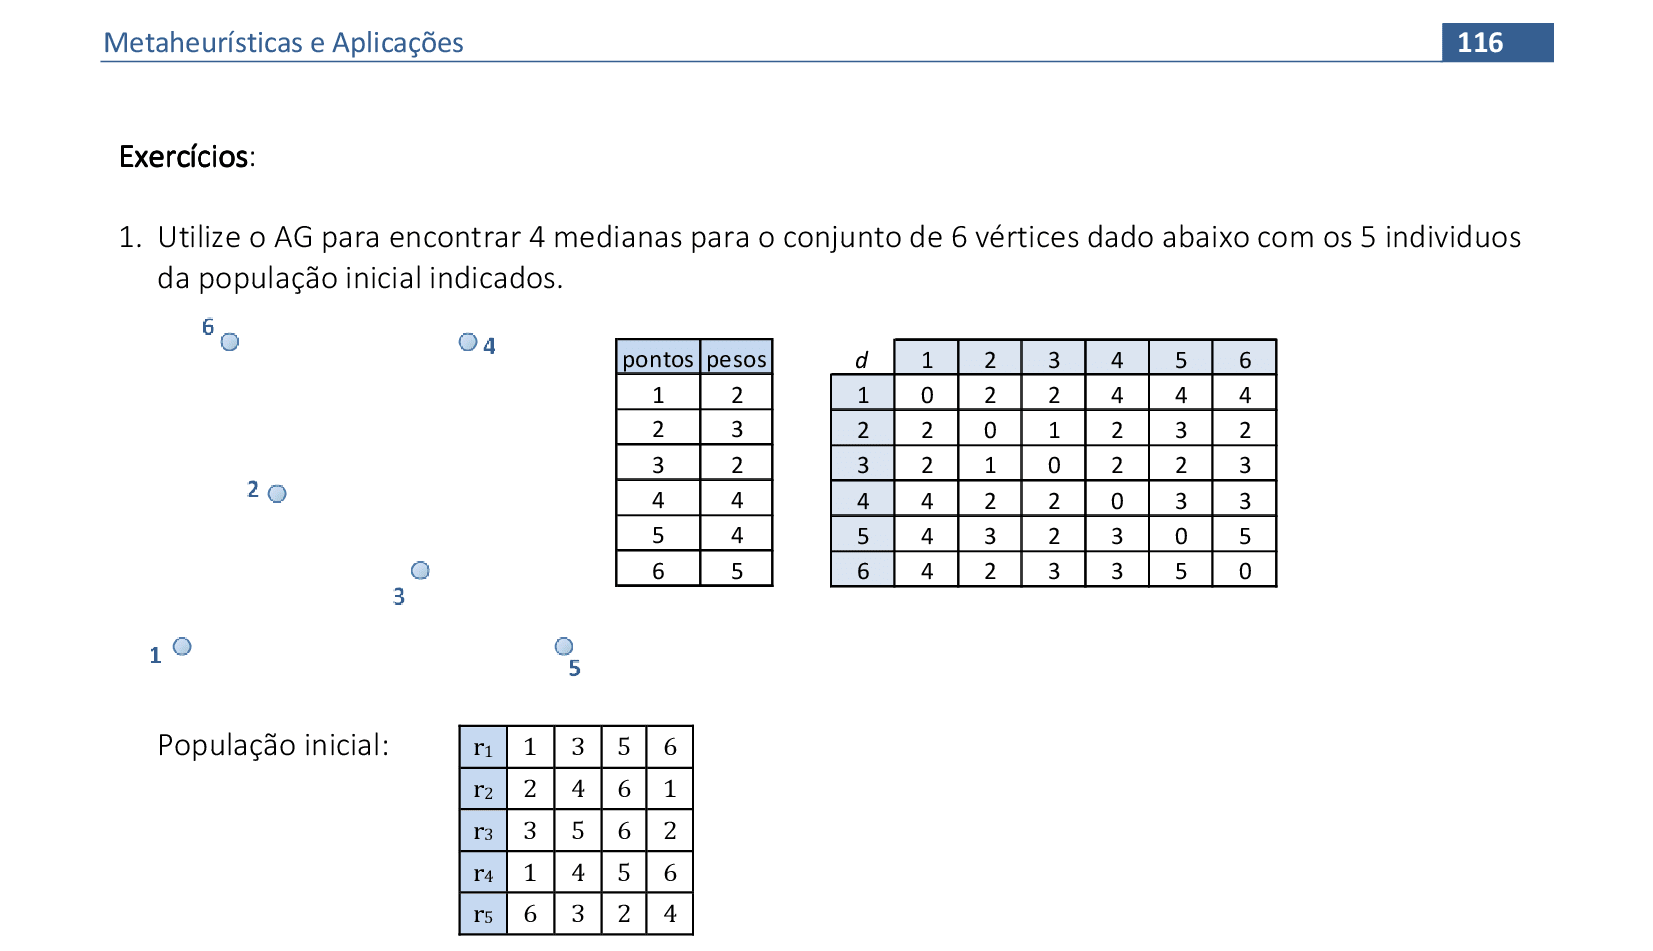 Metaheurísticas e Aplicações 116
Exercícios:
1. Utilize o AG para encontrar 4 medianas para o conjunto de 6 vértices dado abaixo com os 5 individuos
da população inicial indicados.
6
4
2
3
1
5
pontos pesos
1 2
2 3
3 2
4 4
5 4
6 5
d 1 2 3 4 5 6
1 0 2 2 4 4 4
2 2 0 1 2 3 2
3 2 1 0 2 2 3
4 4 2 2 0 3 3
5 4 3 2 3 0 5
6 4 2 3 3 5 0
População inicial:
r1 1 3 5 6
r2 2 4 6 1
r3 3 5 6 2
r4 1 4 5 6
r5 6 3 2 4